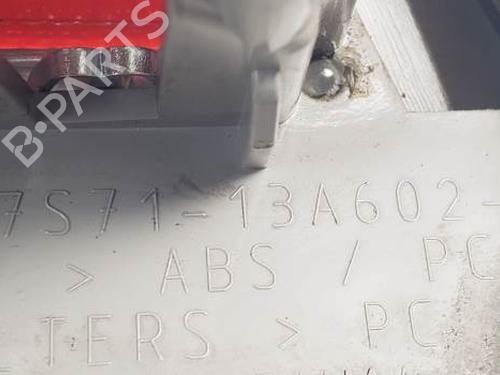 B-PARTS
7S71-13A602-
> ABS / PC
TERS > PC